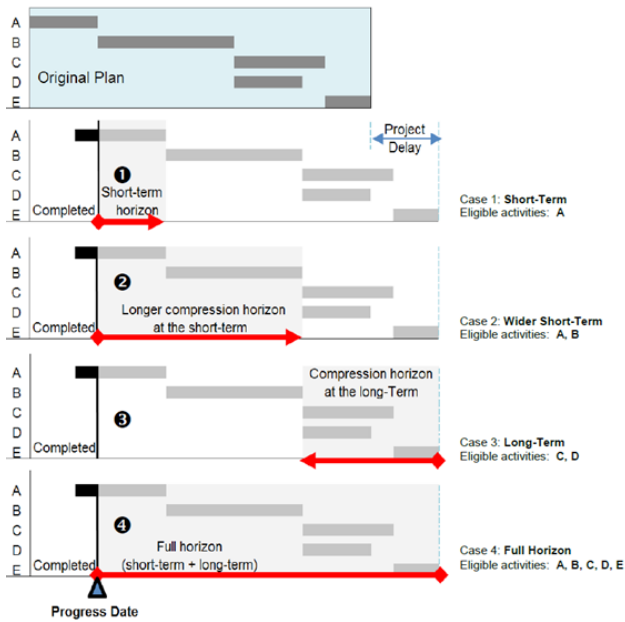 A
B
C
D
E
Original Plan
A
B
C
D
E
Completed
❶
Short-term
horizon
Project
Delay
Case 1: Short-Term
Eligible activities: A
A
B
C
D
E
Completed
❷
Longer compression horizon
at the short-term
Case 2: Wider Short-Term
Eligible activities: A, B
A
B
C
D
E
Completed
❸
Compression horizon
at the long-Term
Case 3: Long-Term
Eligible activities: C, D
A
B
C
D
E
Completed
❹
Full horizon
(short-term + long-term)
Case 4: Full Horizon
Eligible activities: A, B, C, D, E
Progress Date